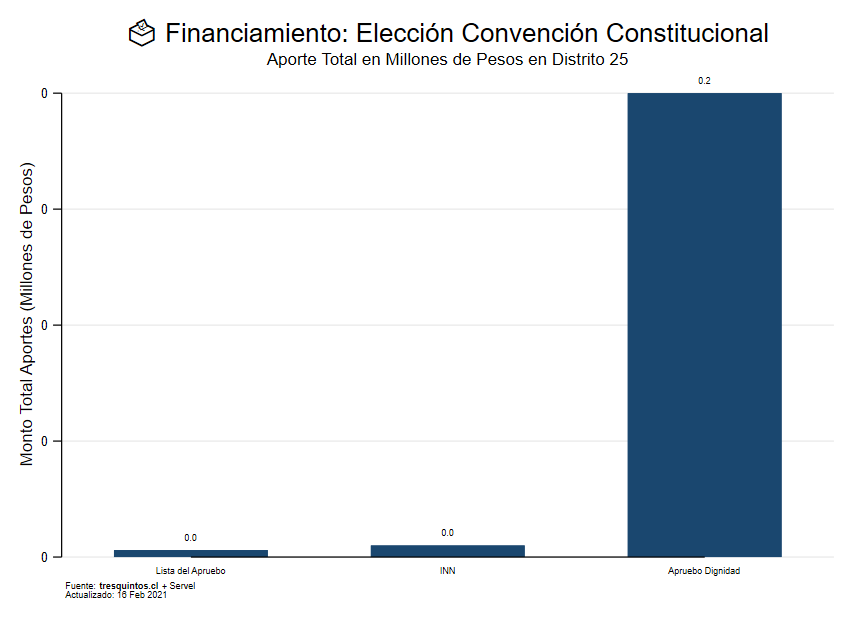 Financiamiento: Elección Convención Constitucional
Aporte Total en Millones de Pesos en Distrito 25
Monto Total Aportes (Millones de Pesos)
0
0
0
0
0
0.0
0.0
0.2
Lista del Apruebo
INN
Apruebo Dignidad
Fuente: tresquintos.cl + Servel
Actualizado: 16 Feb 2021